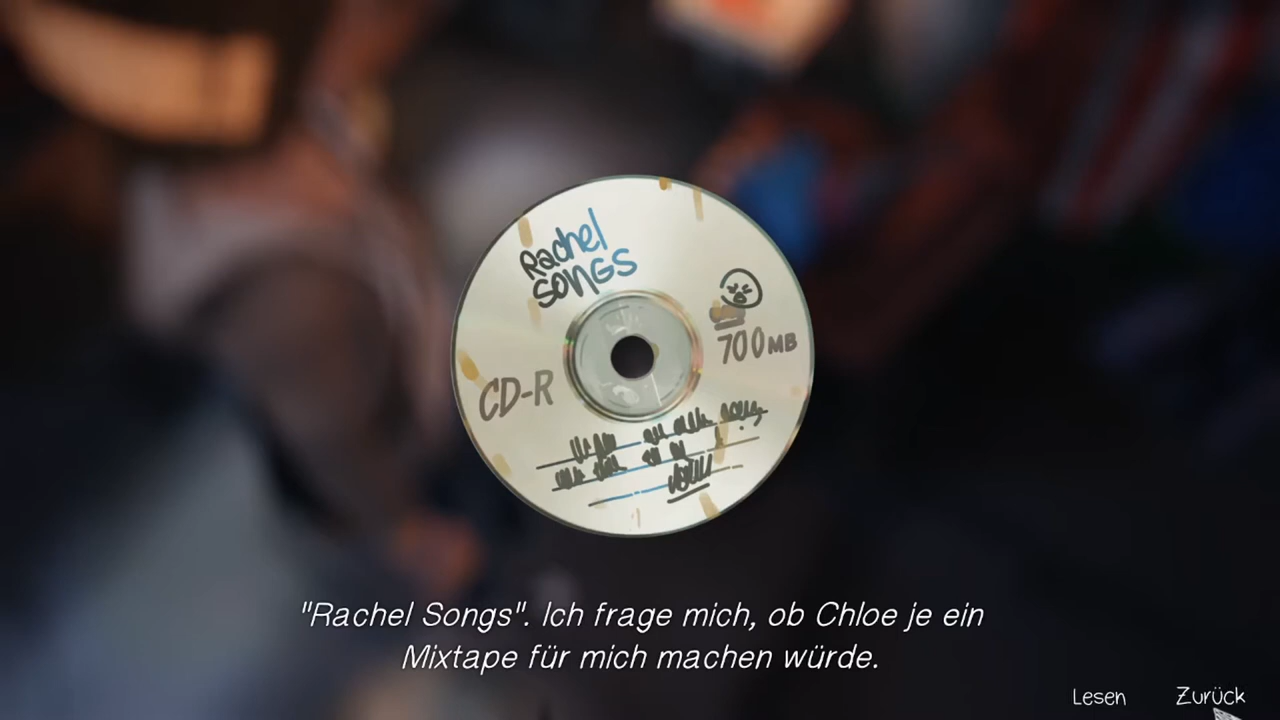 Rachel
SONGS
700 MB
CD-R
"Rachel Songs". Ich frage mich, ob Chloe je ein
Mixtape für mich machen würde.
Lesen Zurück